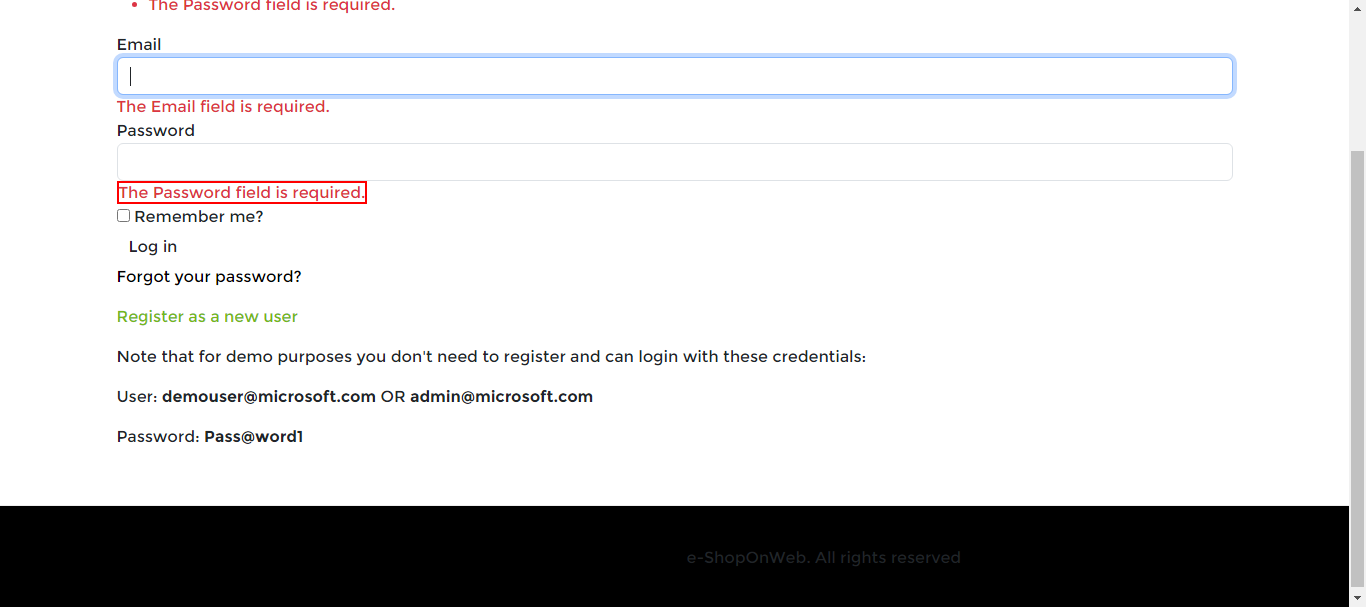 The Password field is required.
Email
The Email field is required.
Password
The Password field is required.
Remember me?
Log in
Forgot your password?
Register as a new user
Note that for demo purposes you don't need to register and can login with these credentials:
User: demouser@microsoft.com OR admin@microsoft.com
Password: Pass@word1
e-ShopOnWeb. All rights reserved